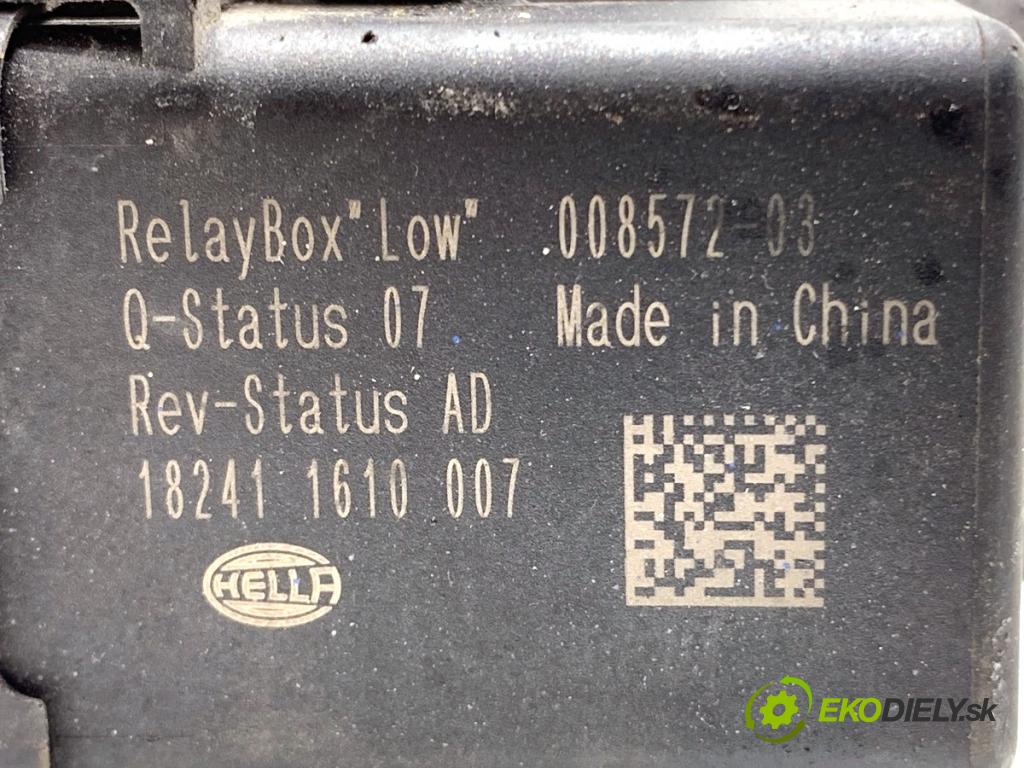 RelayBox"Low" 008572-03
Q-Status 07 Made in China
Rev-Status AD
18241 1610 007
HELLA
EKODIELY.sk